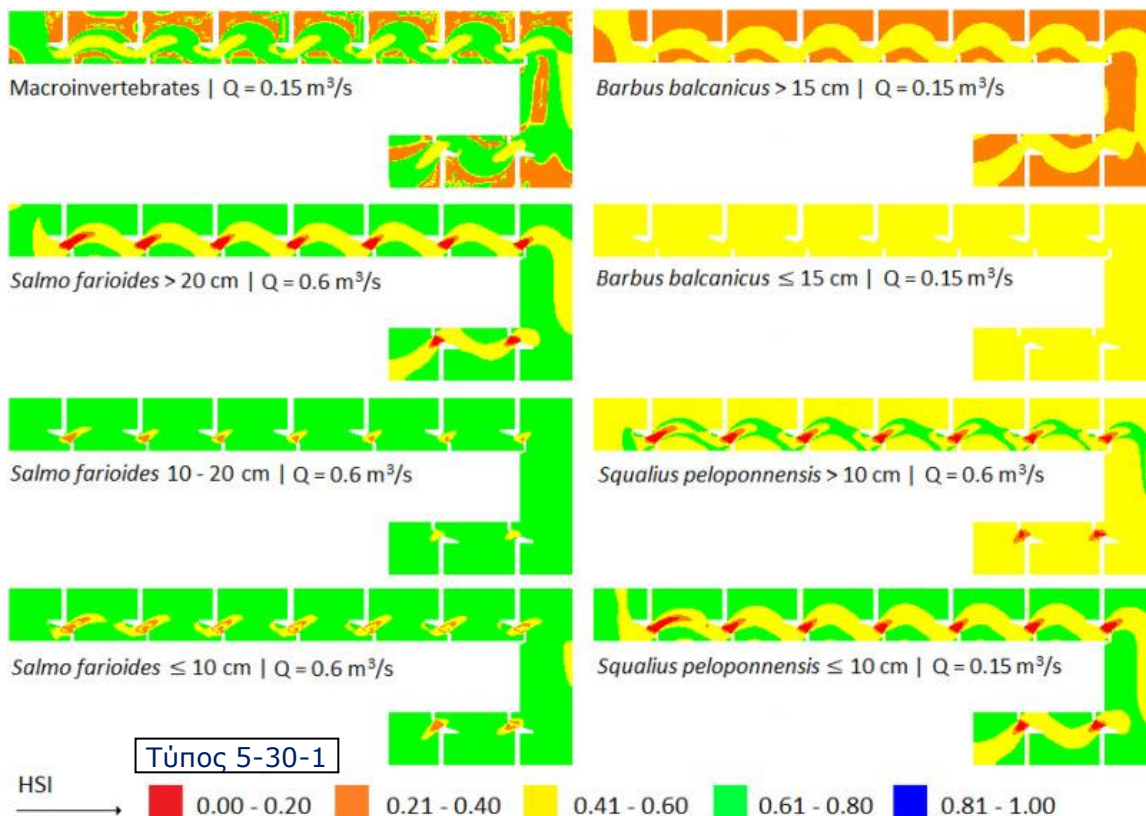 Macroinvertebrates | Q = 0.15 m³/s
Barbus balcanicus > 15 cm | Q = 0.15 m³/s
Salmo farioides > 20 cm | Q = 0.6 m³/s
Barbus balcanicus ≤ 15 cm | Q = 0.15 m³/s
Salmo farioides 10 - 20 cm | Q = 0.6 m³/s
Squalius peloponnensis > 10 cm | Q = 0.6 m³/s
Salmo farioides ≤ 10 cm | Q = 0.6 m³/s
Squalius peloponnensis ≤ 10 cm | Q = 0.15 m³/s
Τύπος 5-30-1
HSI
0.00 - 0.20 0.21 - 0.40 0.41 - 0.60 0.61 - 0.80 0.81 - 1.00